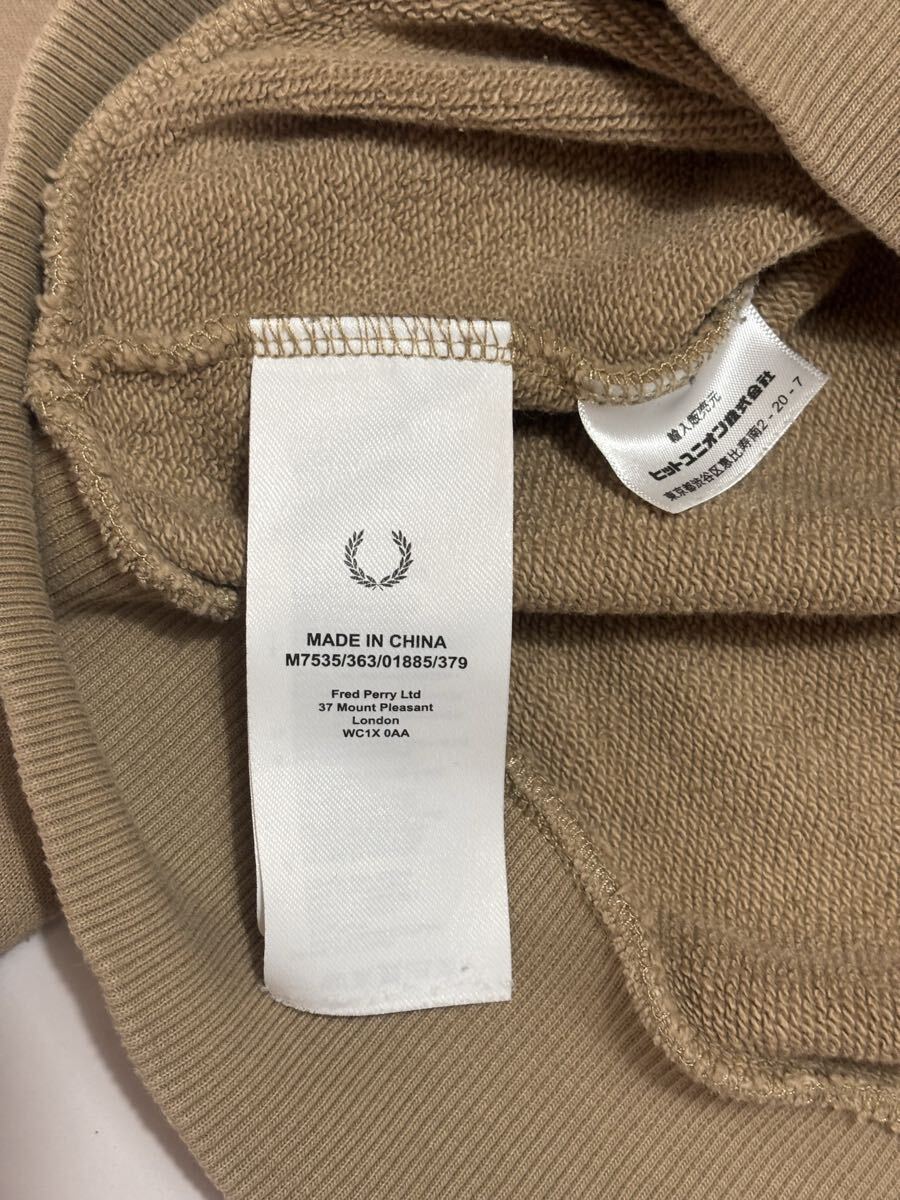 MADE IN CHINA
M7535/363/01885/379
Fred Perry Ltd
37 Mount Pleasant
London
WC1X 0AA
輸入販売元
ヒットユニオン株式会社
東京都渋谷区恵比寿南2-20-7